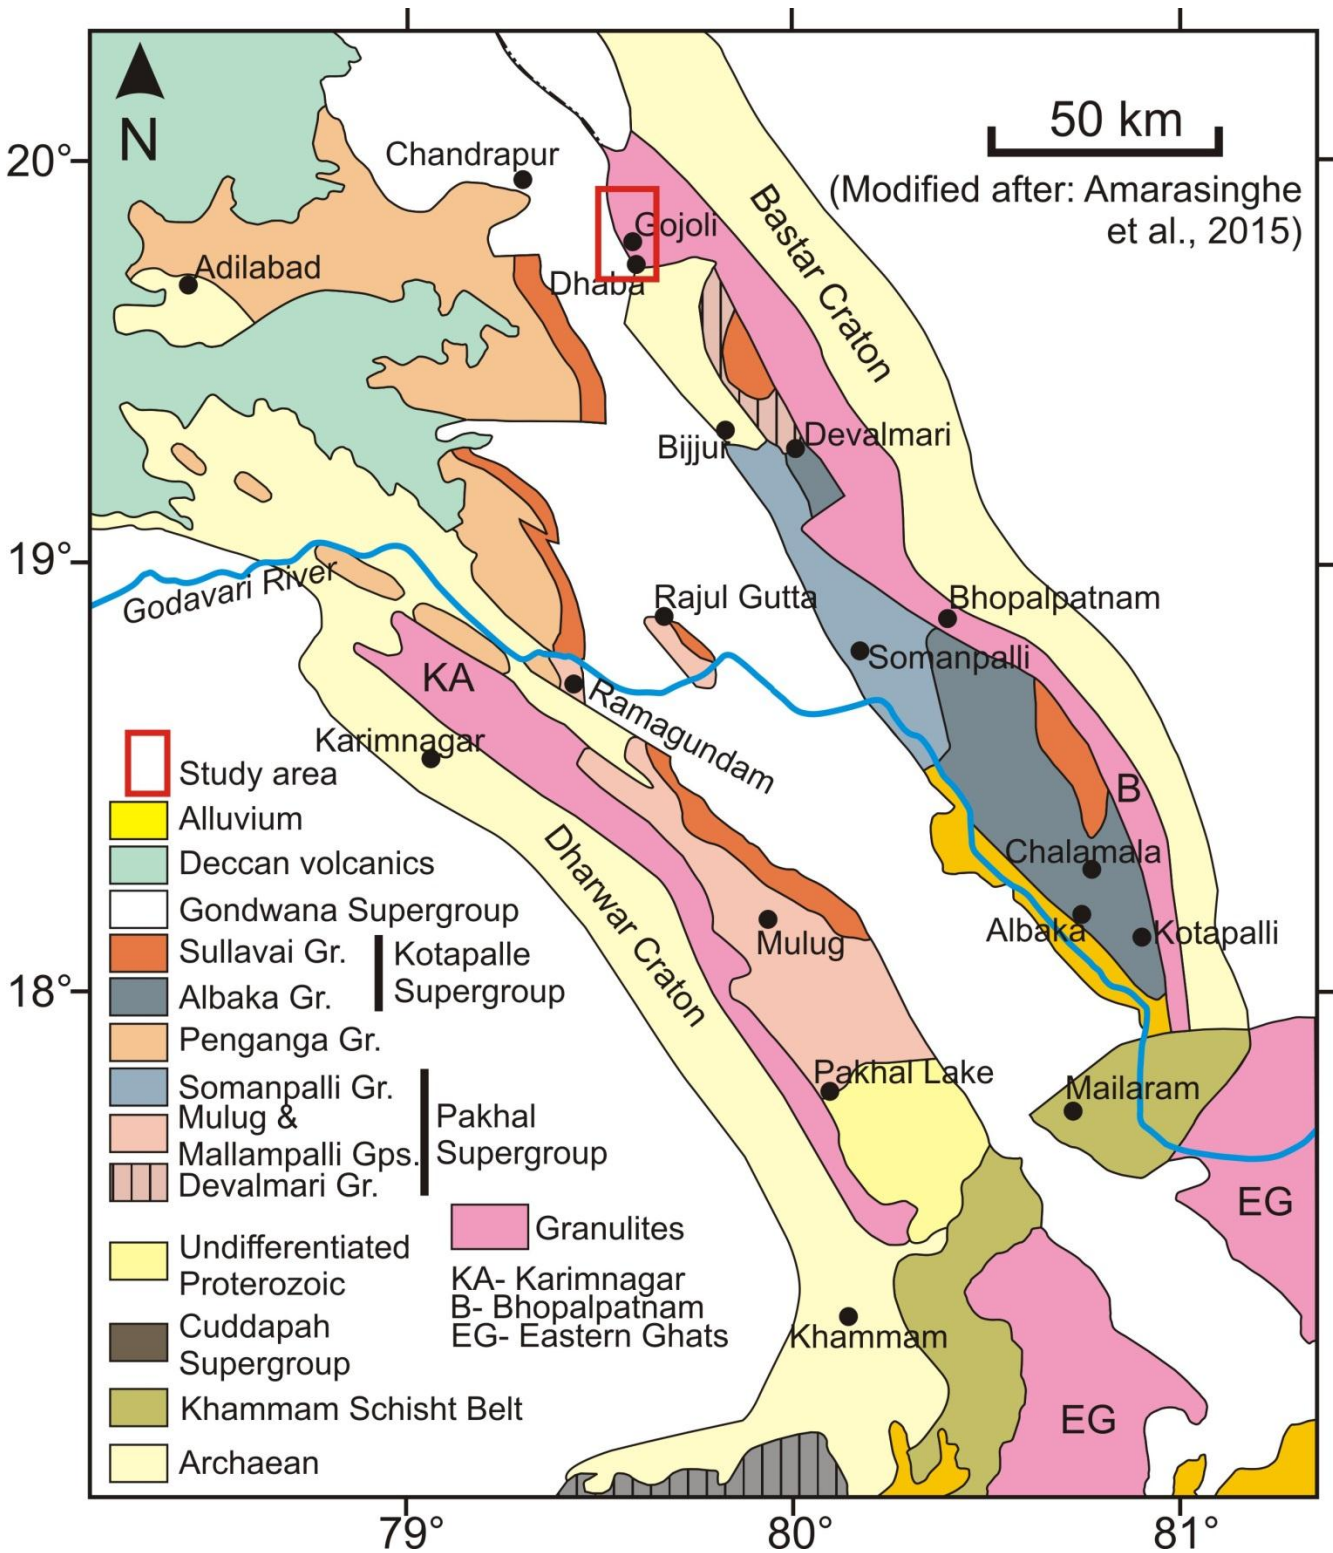 N
50 km
(Modified after: Amarasinghe
et al., 2015)
20°
19°
18°
Chandrapur
Gojoli
Dhaba
Adilabad
Bastar Craton
Bijjur
Devalmari
Godavari River
Rajul Gutta
Bhopalpatnam
Somanpalli
KA
Ramagundam
Karimnagar
B
Dharwar Craton
Chalamala
Albaka
Kotapalli
Mulug
Pakhal Lake
Mailaram
EG
Khammam
EG
Study area
Alluvium
Deccan volcanics
Gondwana Supergroup
Sullavai Gr.
Albaka Gr.
Kotapalle
Supergroup
Penganga Gr.
Somanpalli Gr.
Mulug &
Mallampalli Gps.
Devalmari Gr.
Pakhal
Supergroup
Undifferentiated
Proterozoic
Cuddapah
Supergroup
Khammam Schisht Belt
Archaean
Granulites
KA- Karimnagar
B- Bhopalpatnam
EG- Eastern Ghats
79°
80°
81°